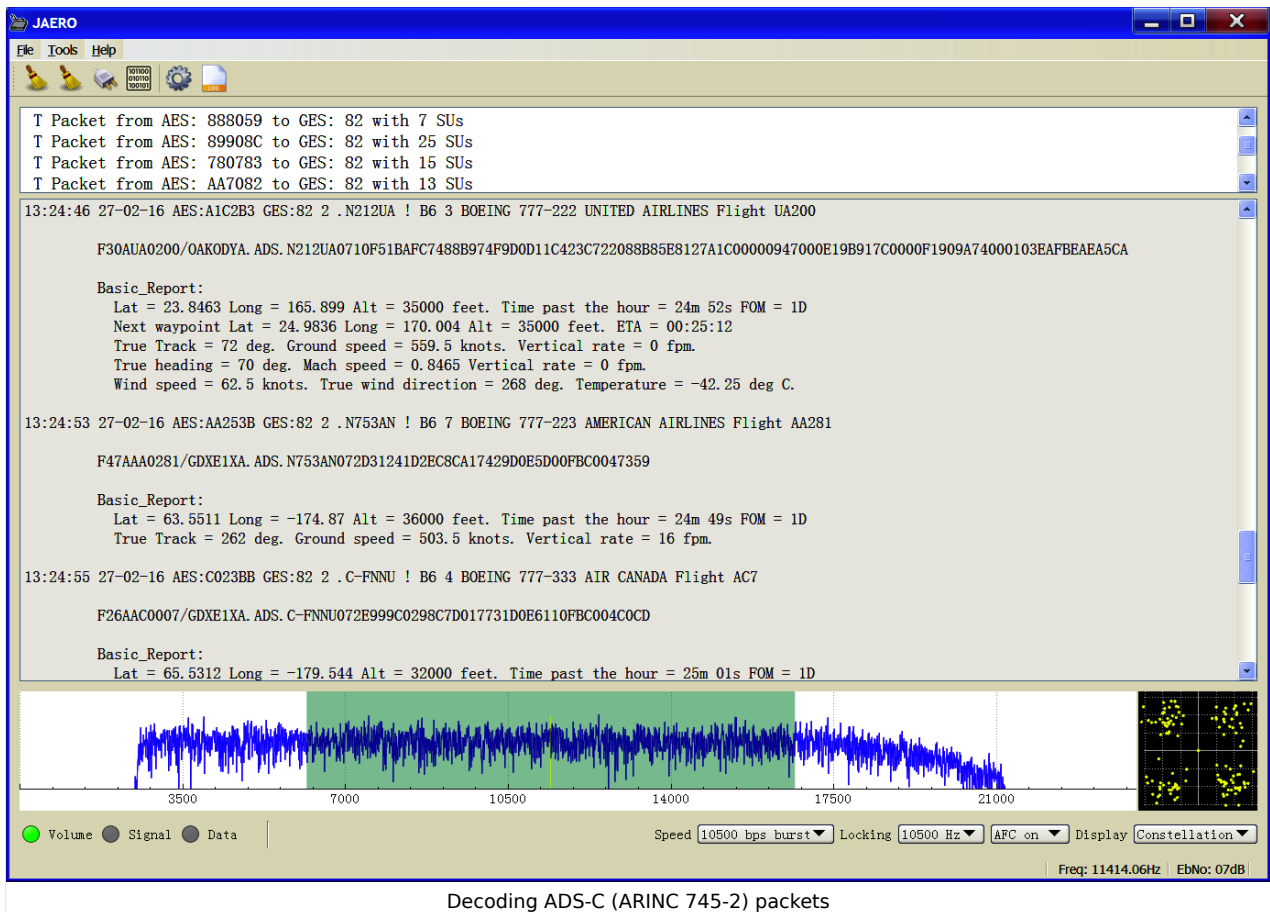 JAERO
File Tools Help
101100
010110
100101
LOG
T Packet from AES: 888059 to GES: 82 with 7 SUs
T Packet from AES: 89908C to GES: 82 with 25 SUs
T Packet from AES: 780783 to GES: 82 with 15 SUs
T Packet from AES: AA7082 to GES: 82 with 13 SUs
13:24:46 27-02-16 AES:A1C2B3 GES:82 2 .N212UA ! B6 3 BOEING 777-222 UNITED AIRLINES Flight UA200
F30AUA0200/OAKODYA.ADS.N212UA0710F51BAFC7488B974F9D0D11C423C722088B85E8127A1C00000947000E19B917C0000F1909A74000103EAFBEAEA5CA
Basic_Report:
Lat = 23.8463 Long = 165.899 Alt = 35000 feet. Time past the hour = 24m 52s FOM = 1D
Next waypoint Lat = 24.9836 Long = 170.004 Alt = 35000 feet. ETA = 00:25:12
True Track = 72 deg. Ground speed = 559.5 knots. Vertical rate = 0 fpm.
True heading = 70 deg. Mach speed = 0.8465 Vertical rate = 0 fpm.
Wind speed = 62.5 knots. True wind direction = 268 deg. Temperature = -42.25 deg C.
13:24:53 27-02-16 AES:AA253B GES:82 2 .N753AN ! B6 7 BOEING 777-223 AMERICAN AIRLINES Flight AA281
F47AAA0281/GDXE1XA.ADS.N753AN072D31241D2EC8CA17429D0E5D00FBC0047359
Basic_Report:
Lat = 63.5511 Long = -174.87 Alt = 36000 feet. Time past the hour = 24m 49s FOM = 1D
True Track = 262 deg. Ground speed = 503.5 knots. Vertical rate = 16 fpm.
13:24:55 27-02-16 AES:C023BB GES:82 2 .C-FNNU ! B6 4 BOEING 777-333 AIR CANADA Flight AC7
F26AAC0007/GDXE1XA.ADS.C-FNNU072E999C0298C7D017731D0E6110FBC004C0CD
Basic_Report:
Lat = 65.5312 Long = -179.544 Alt = 32000 feet. Time past the hour = 25m 01s FOM = 1D
3500 7000 10500 14000 17500 21000
Volume Signal Data Speed 10500 bps burst Locking 10500 Hz AFC on Display Constellation
Freq: 11414.06Hz EbNo: 07dB
Decoding ADS-C (ARINC 745-2) packets